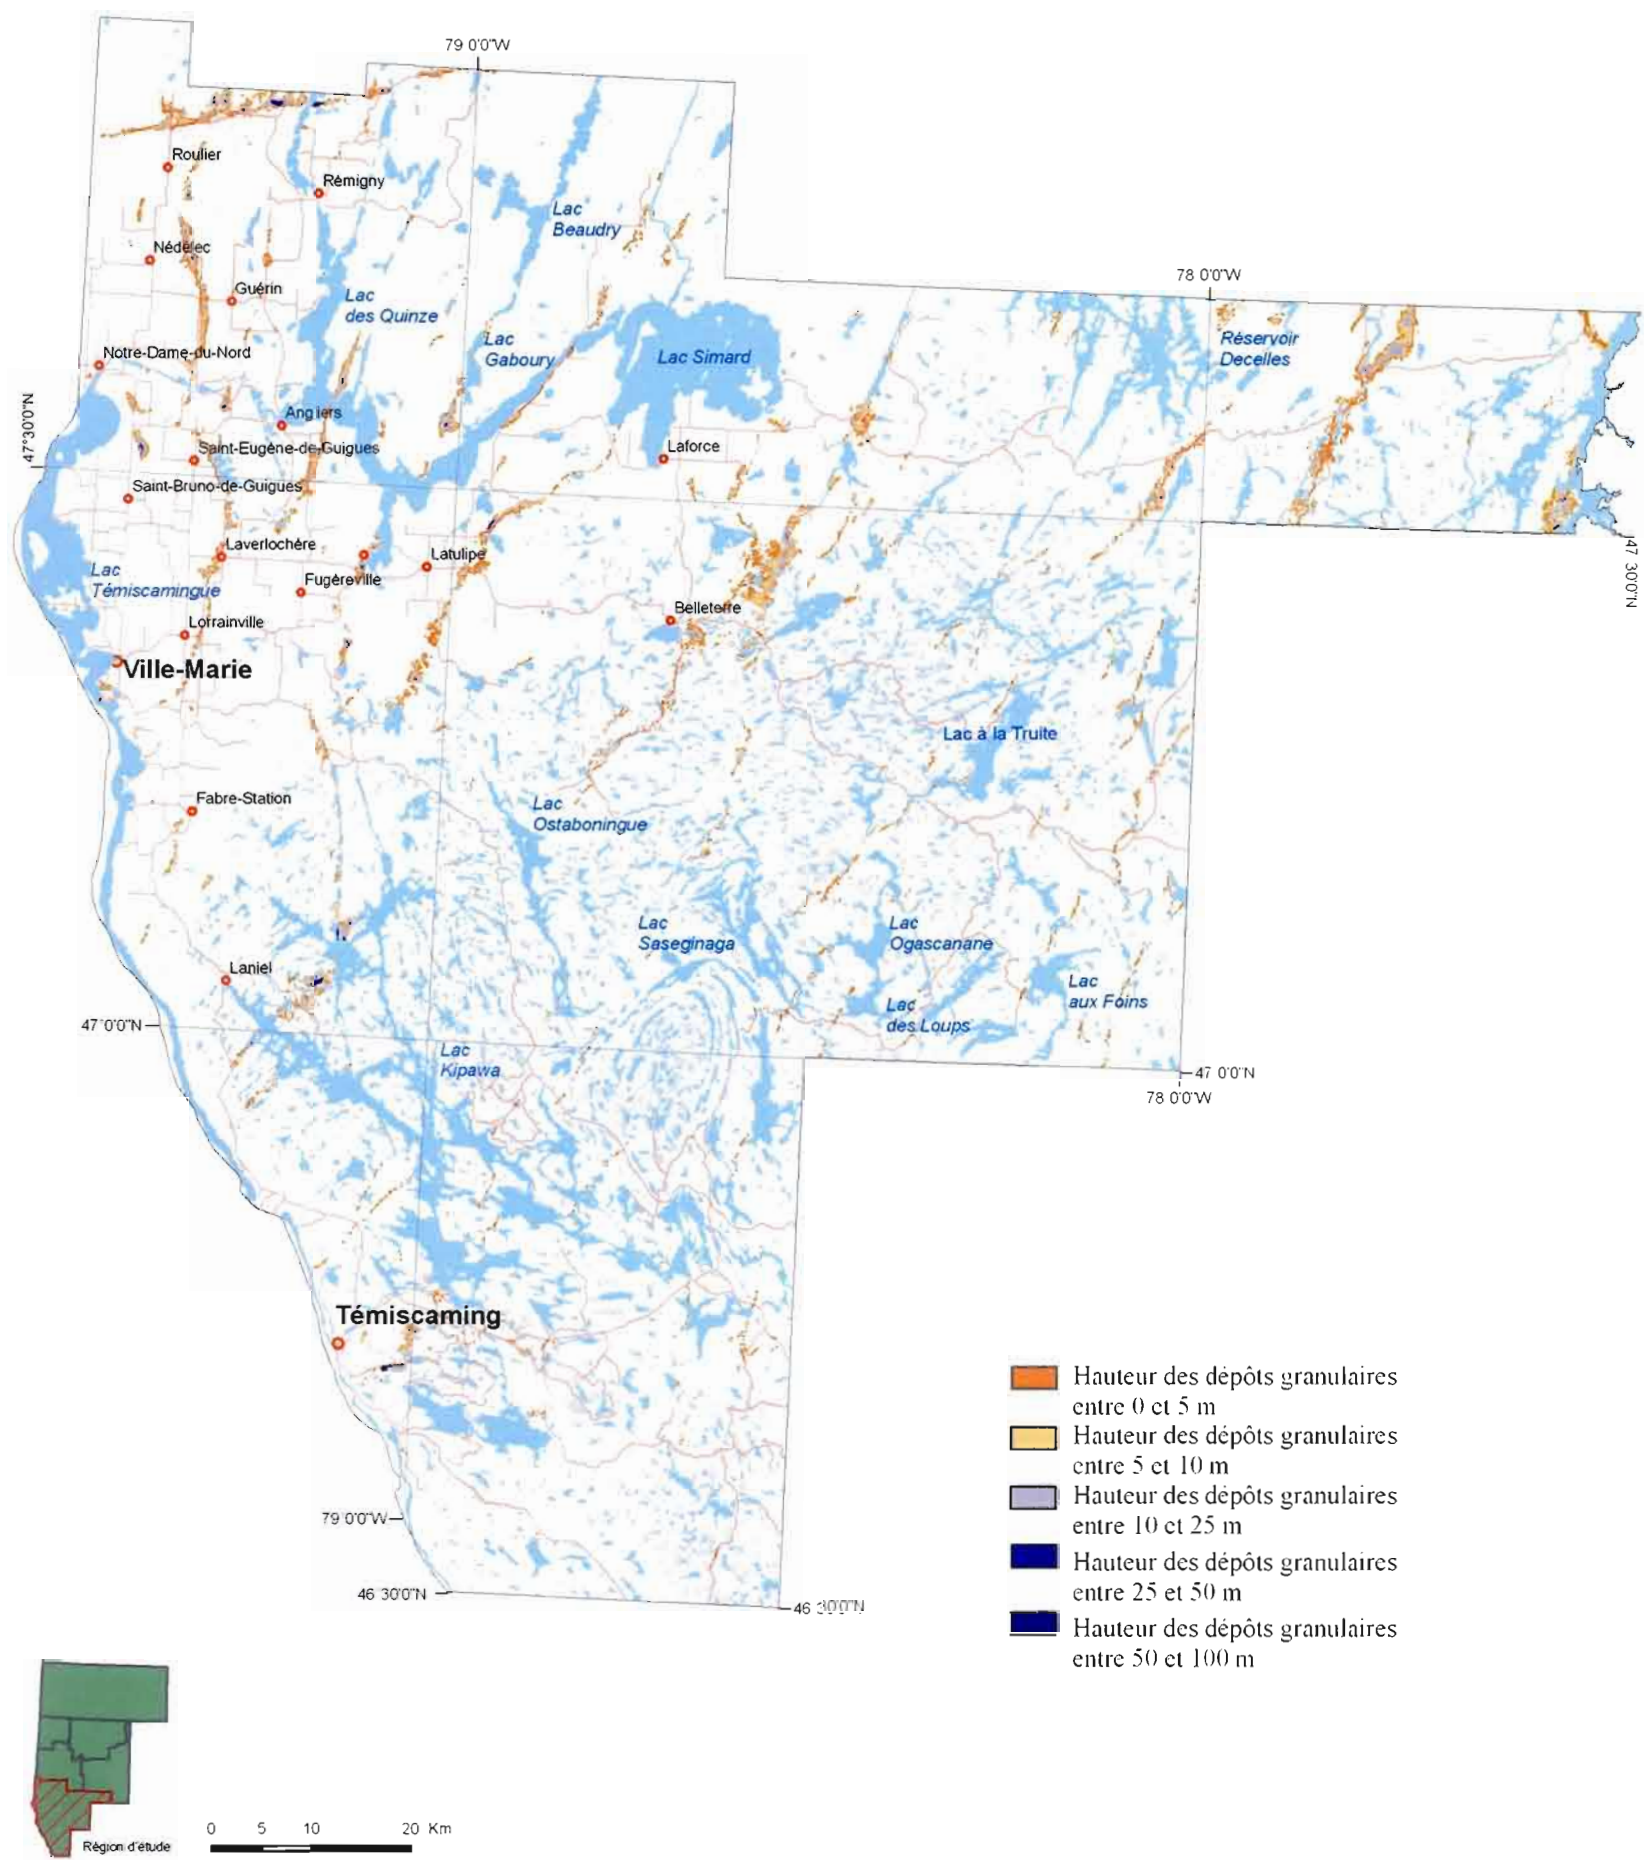 79 0'0"W
Roulier
Rémigny
Lac
Beaudry
Nédélec
78 0'0"W
Guérin
Lac
des Quinze
Lac
Gaboury
Réservoir
Decelles
Notre-Dame-du-Nord
Lac Simard
47°30'0"N
Angliers
Saint-Eugène-de-Guigues
Laforce
Saint-Bruno-de-Guigues
Laverlochère
Latulipe
47 30'0"N
Lac
Témiscamingue
Fugèreville
Belleterre
Lorrainville
Ville-Marie
Lac à la Truite
Fabre-Station
Lac
Ostaboningue
Lac
Saseginaga
Lac
Ogascanane
Laniel
Lac
aux Foins
Lac
des Loups
47°0'0"N
Lac
Kipawa
47 0'0"N
78 0'0"W
Témiscaming
Hauteur des dépôts granulaires
entre 0 et 5 m
Hauteur des dépôts granulaires
entre 5 et 10 m
Hauteur des dépôts granulaires
entre 10 et 25 m
79 0'0"W
Hauteur des dépôts granulaires
entre 25 et 50 m
46 30'0"N
46 30'0"N
Hauteur des dépôts granulaires
entre 50 et 100 m
0 5 10 20 Km
Région d'étude